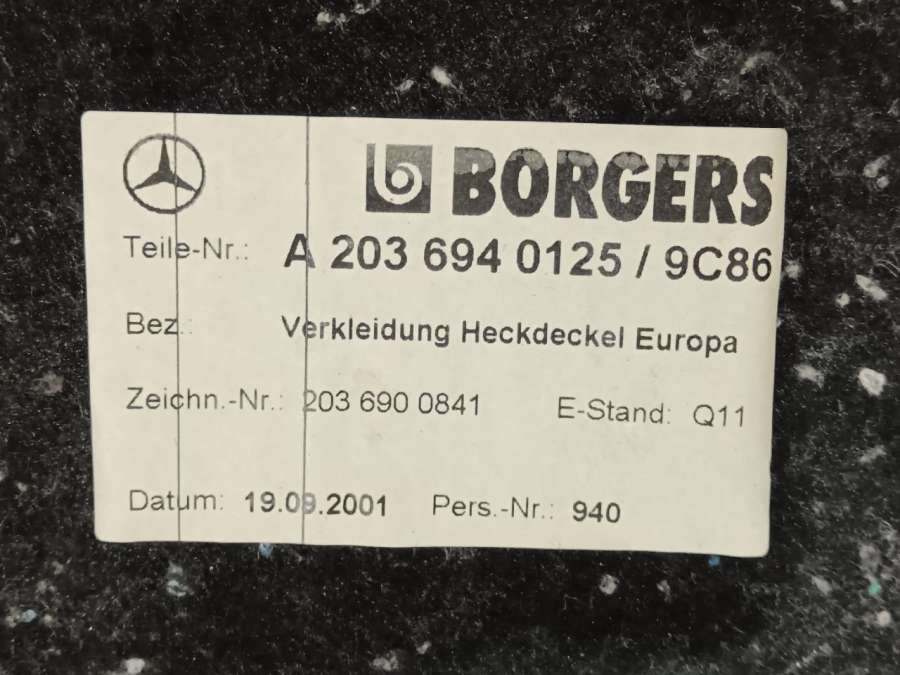 BORGERS
Teile-Nr.: A 203 694 0125 / 9C86
Bez.: Verkleidung Heckdeckel Europa
Zeichn.-Nr.: 203 690 0841 E-Stand: Q11
Datum: 19.09.2001 Pers.-Nr.: 940